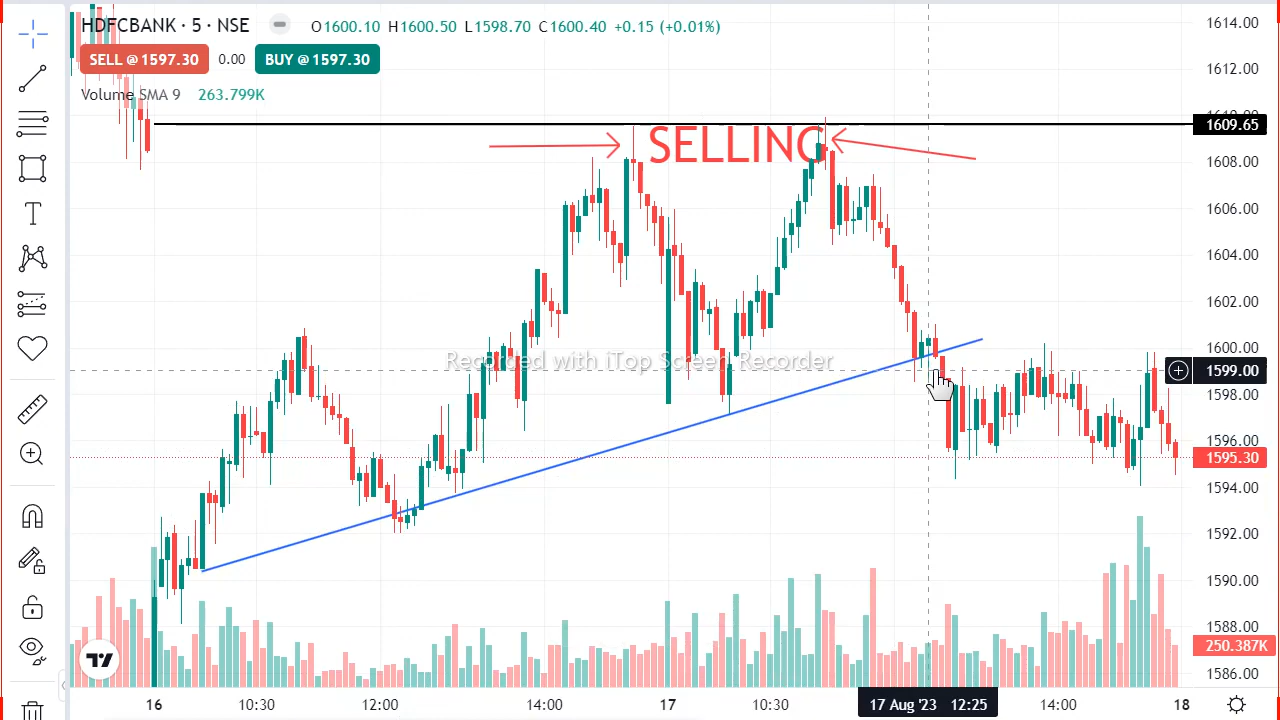 HDFCBANK · 5 · NSE O1600.10 H1600.50 L1598.70 C1600.40 +0.15 (+0.01%)
SELL @ 1597.30 0.00 BUY @ 1597.30
Volume SMA 9 263.799K
SELLING
Recorded with iTop Screen Recorder
1614.00
1612.00
1609.65
1608.00
1606.00
1604.00
1602.00
1600.00
1599.00
1598.00
1596.00
1595.30
1594.00
1592.00
1590.00
1588.00
250.387K
1586.00
16 10:30 12:00 14:00 17 10:30 17 Aug '23 12:25 14:00 18